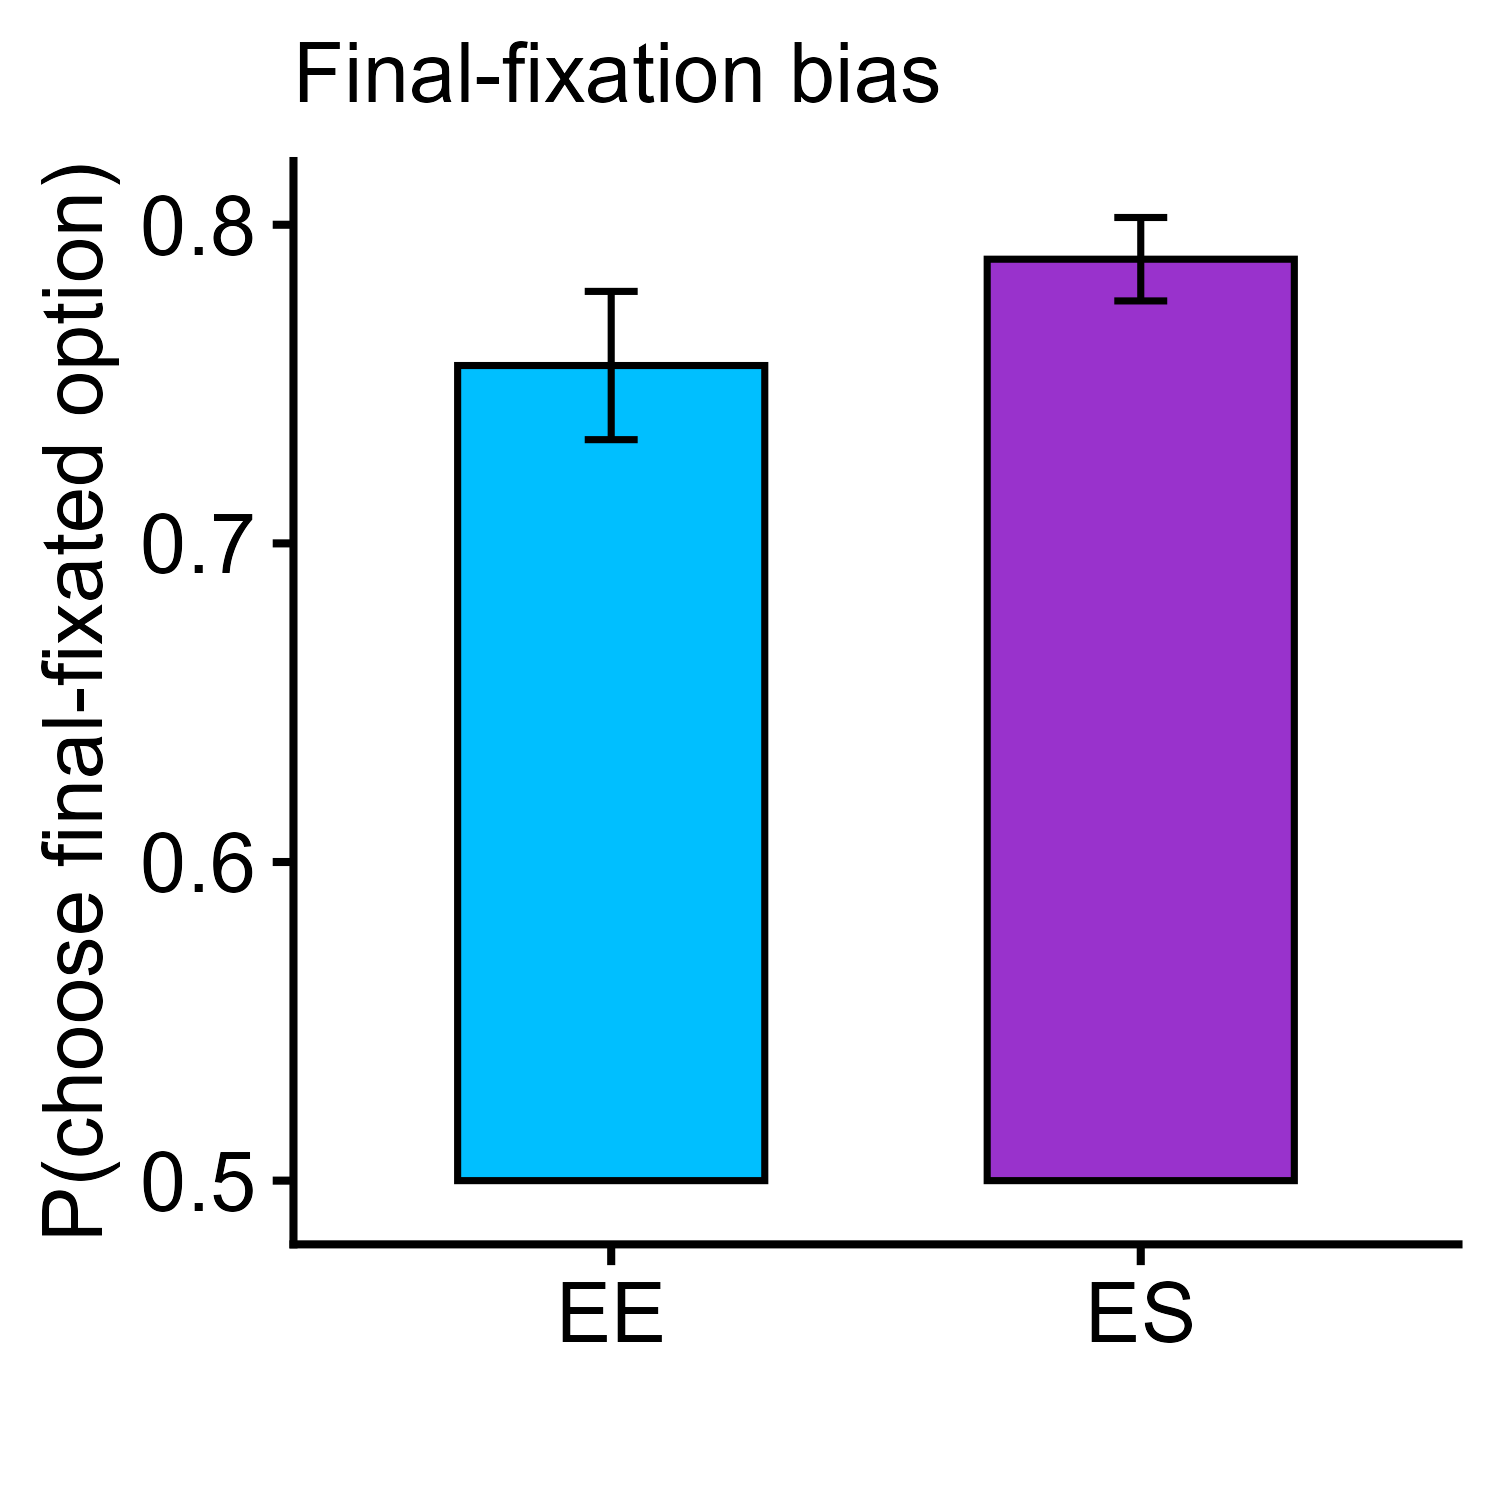 Final-fixation bias
P(choose final-fixated option)
0.8
0.7
0.6
0.5
EE
ES